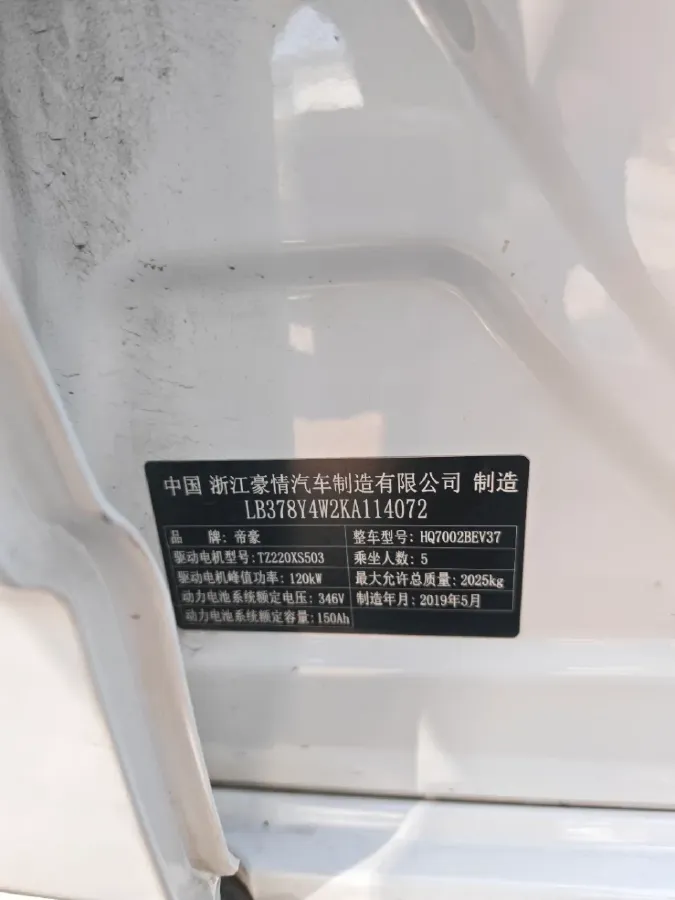 中国 浙江豪情汽车制造有限公司 制造
LB378Y4W2KA114072
品 牌: 帝豪 整车型号: HQ7002BEV37
驱动电机型号: TZ220XS503 乘坐人数: 5
驱动电机峰值功率: 120kW 最大允许总质量: 2025kg
动力电池系统额定电压: 346V 制造年月: 2019年5月
动力电池系统额定容量: 150Ah